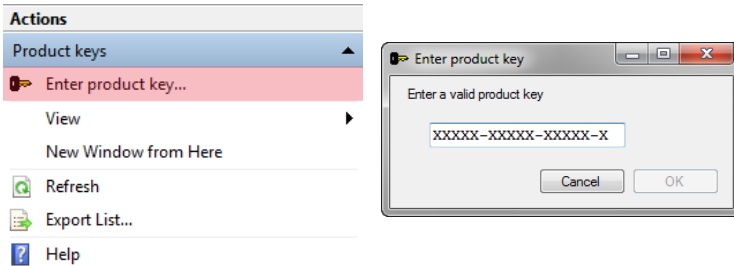 Actions
Product keys
Enter product key...
View
New Window from Here
Refresh
Export List...
Help
Enter product key
Enter a valid product key
XXXXX-XXXXX-XXXXX-X
Cancel
OK